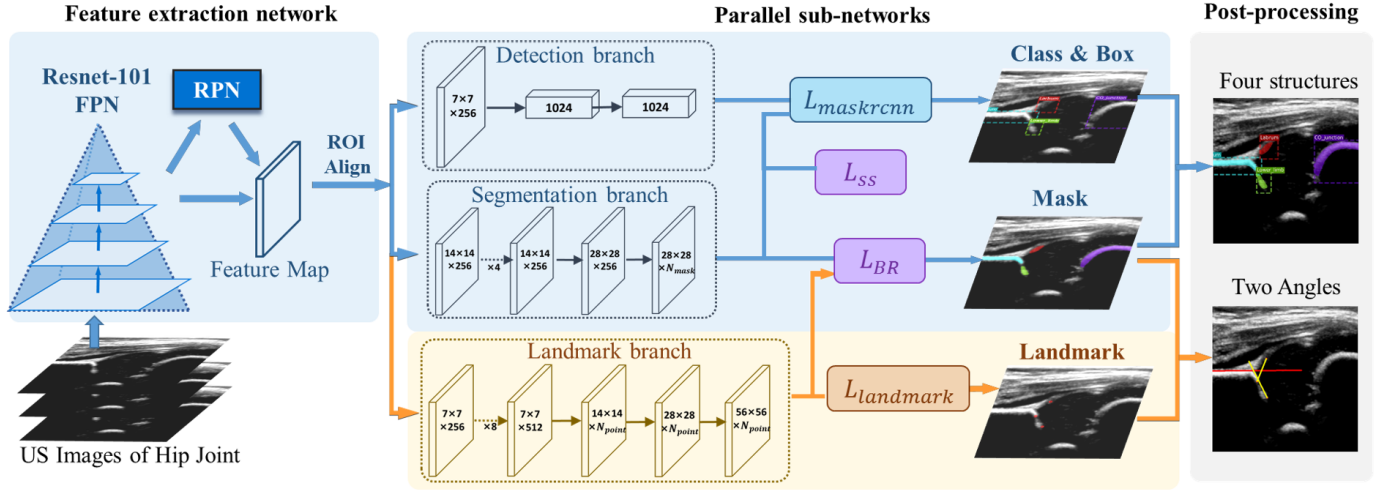 Feature extraction network
Parallel sub-networks
Post-processing
Resnet-101
FPN
RPN
ROI
Align
Feature Map
US Images of Hip Joint
Detection branch
7×7
×256
1024
1024
Segmentation branch
14×14
×256
×4
14×14
×256
28×28
×256
28×28
×N_mask
Landmark branch
7×7
×256
×8
7×7
×512
14×14
×N_point
28×28
×N_point
56×56
×N_point
L_maskrcnn
L_ss
L_BR
L_landmark
Class & Box
Mask
Landmark
Four structures
Labrum
CO_junction
Two Angles